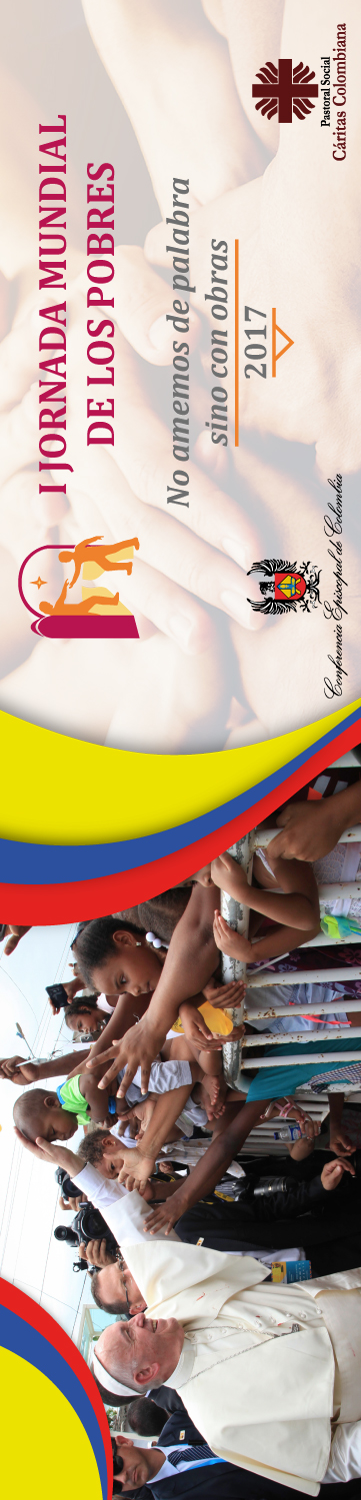 I JORNADA MUNDIAL
DE LOS POBRES
No amemos de palabra
sino con obras
2017
Conferencia Episcopal de Colombia
Pastoral Social
Cáritas Colombiana